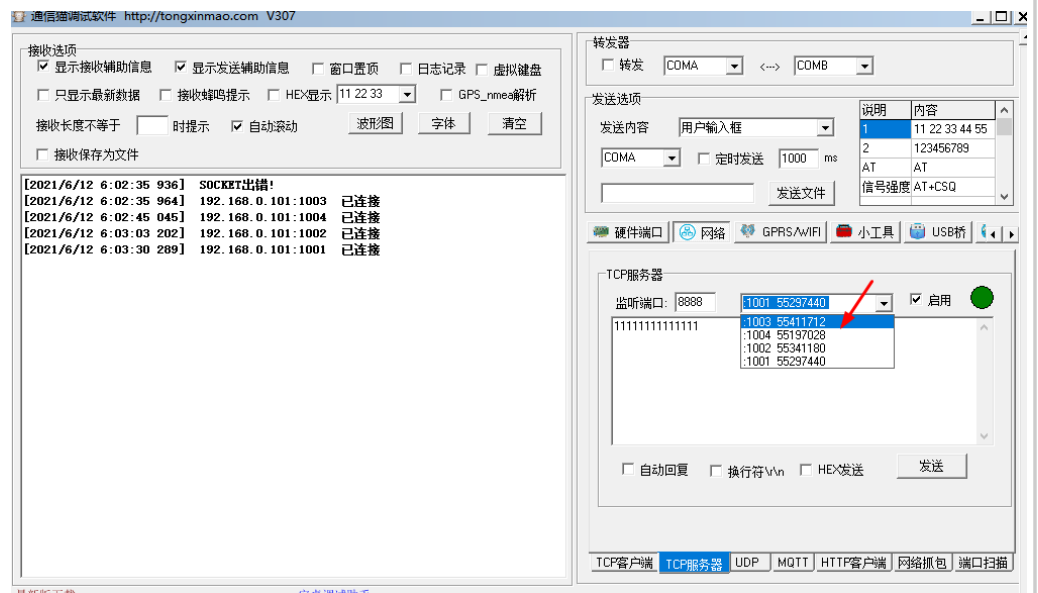 通信猫调试软件 http://tongxinmao.com V307
接收选项
显示接收辅助信息 显示发送辅助信息 窗口置顶 日志记录 虚拟键盘
只显示最新数据 接收蜂鸣提示 HEX显示 11 22 33 GPS_nmea解析
接收长度不等于 时提示 自动滚动 波形图 字体 清空
接收保存为文件
[2021/6/12 6:02:35 936] SOCKET出错!
[2021/6/12 6:02:35 964] 192.168.0.101:1003 已连接
[2021/6/12 6:02:45 045] 192.168.0.101:1004 已连接
[2021/6/12 6:03:03 202] 192.168.0.101:1002 已连接
[2021/6/12 6:03:30 289] 192.168.0.101:1001 已连接
转发器
转发 COMA <--> COMB
发送选项
发送内容 用户输入框
COMA 定时发送 1000 ms
发送文件
说明 内容
1 11 22 33 44 55
2 123456789
AT AT
信号强度 AT+CSQ
硬件端口 网络 GPRS/WIFI 小工具 USB桥
TCP服务器
监听端口: 8888 :1001 55297440 启用
11111111111111
:1003 55411712
:1004 55197028
:1002 55341180
:1001 55297440
自动回复 换行符\r\n HEX发送 发送
TCP客户端 TCP服务器 UDP MQTT HTTP客户端 网络抓包 端口扫描